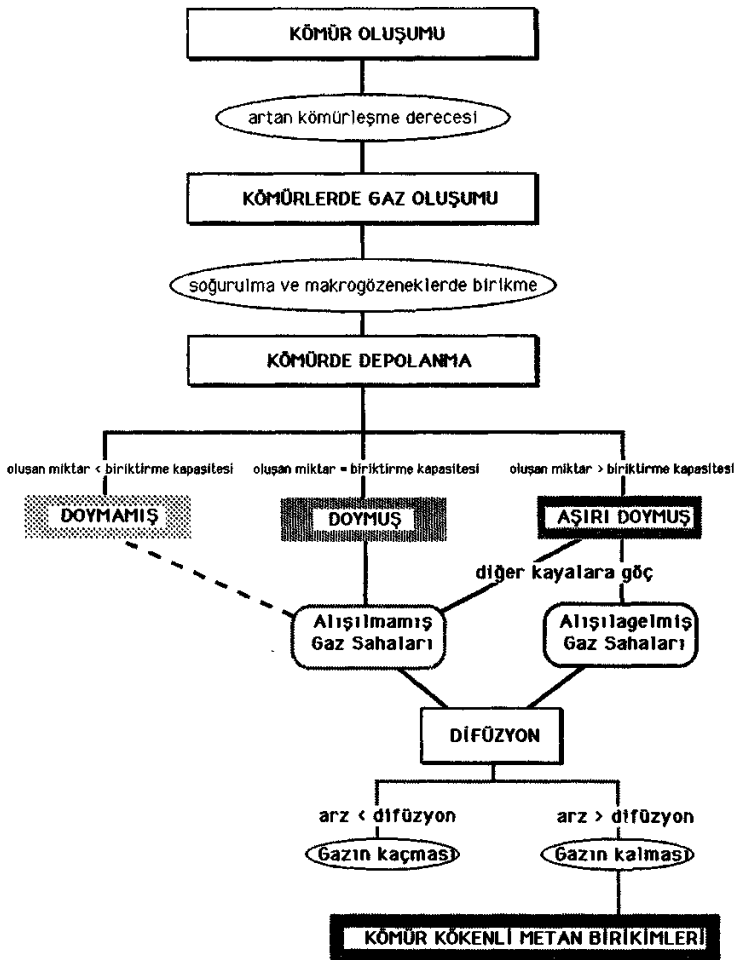 KÖMÜR OLUŞUMU
artan kömürleşme derecesi
KÖMÜRLERDE GAZ OLUŞUMU
soğurulma ve makrogözeneklerde birikme
KÖMÜRDE DEPOLANMA
oluşan miktar < biriktirme kapasitesi
oluşan miktar = biriktirme kapasitesi
oluşan miktar > biriktirme kapasitesi
DOYMAMIŞ
DOYMUŞ
AŞIRI DOYMUŞ
diğer kayalara göç
Alışılmamış
Gaz Sahaları
Alışılagelmiş
Gaz Sahaları
DİFÜZYON
arz < difüzyon
arz > difüzyon
Gazın kaçması
Gazın kalması
KÖMÜR KÖKENLİ METAN BİRİKİMLERİ